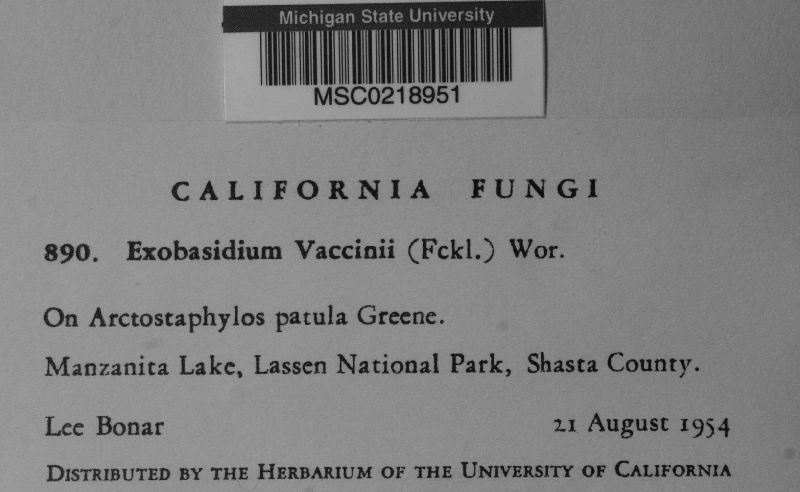 Michigan State University
MSC0218951
CALIFORNIA FUNGI
890. Exobasidium Vaccinii (Fckl.) Wor.
On Arctostaphylos patula Greene.
Manzanita Lake, Lassen National Park, Shasta County.
Lee Bonar 21 August 1954
DISTRIBUTED BY THE HERBARIUM OF THE UNIVERSITY OF CALIFORNIA